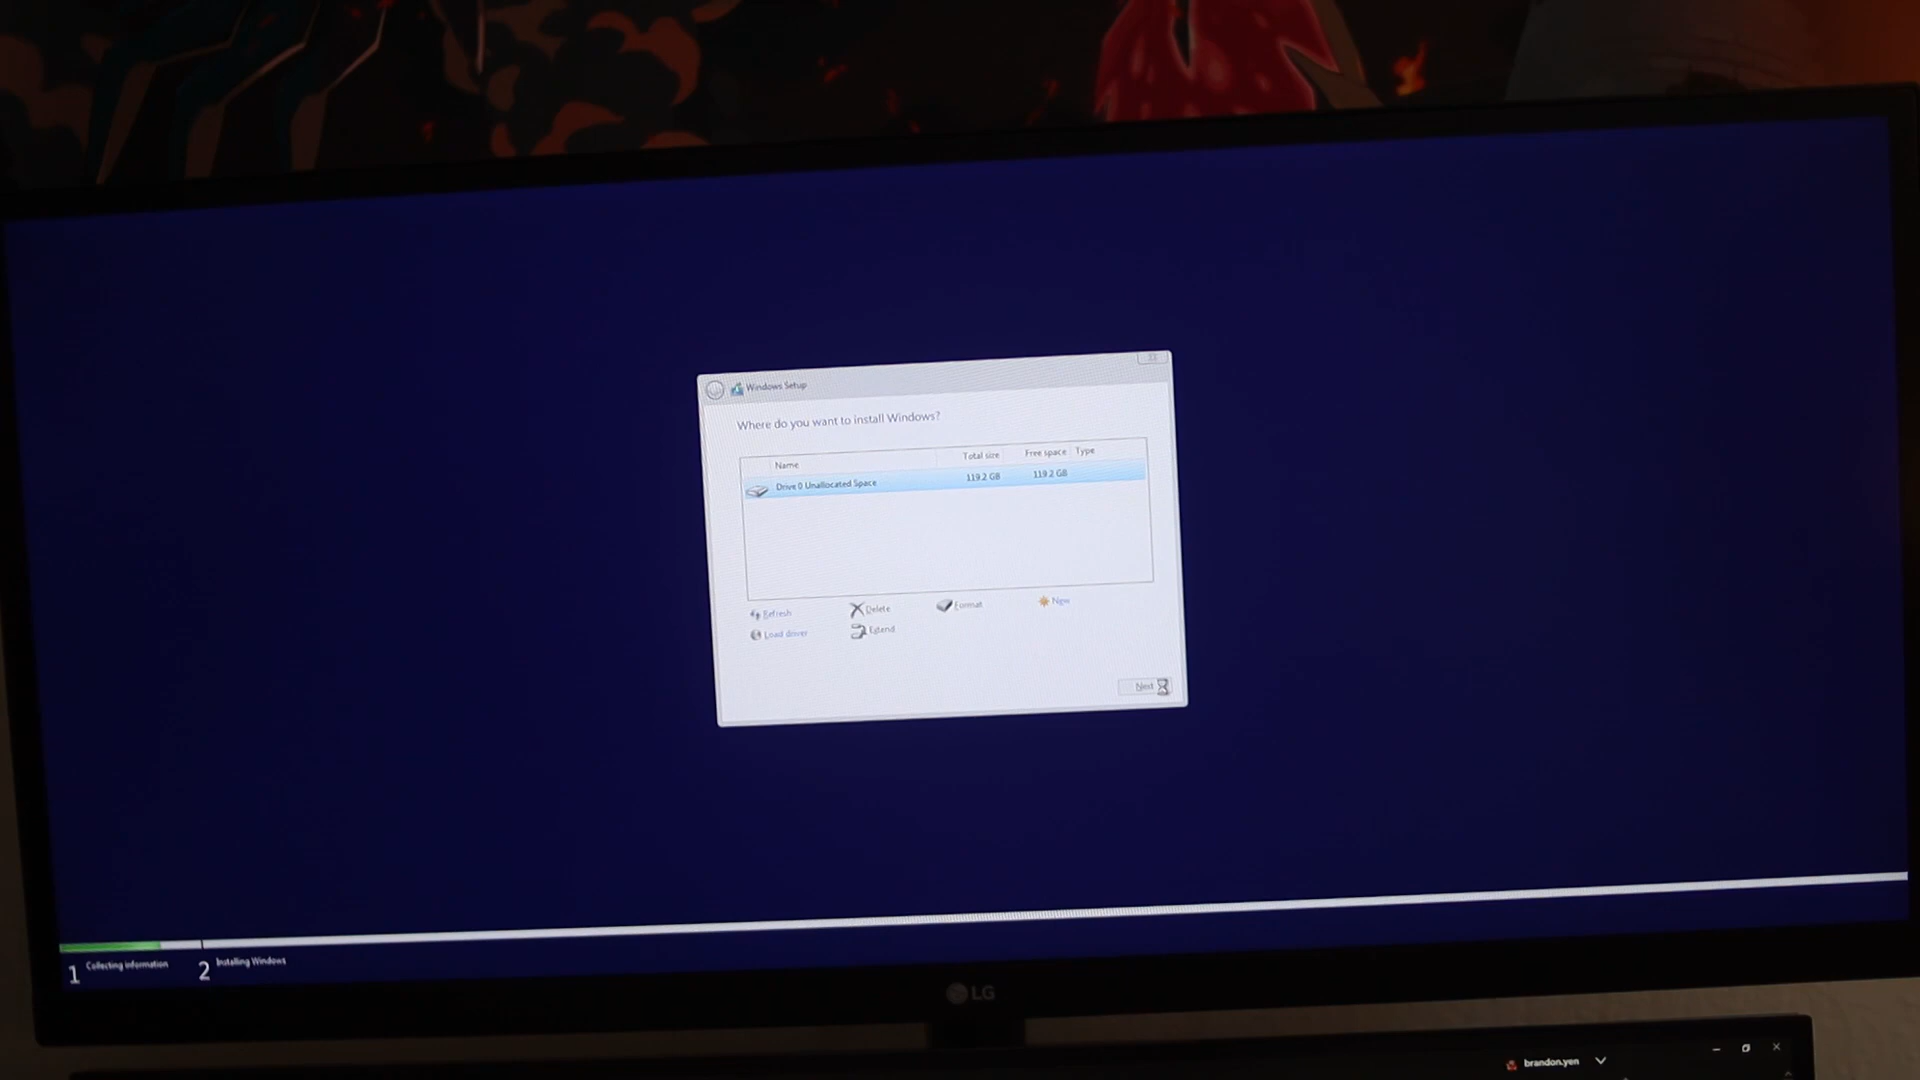 Windows Setup
Where do you want to install Windows?
Name Total size Free space Type
Drive 0 Unallocated Space 119.2 GB 119.2 GB
Refresh Delete Format New
Load driver Extend
Next
1 Collecting information 2 Installing Windows
LG
brandon.yen